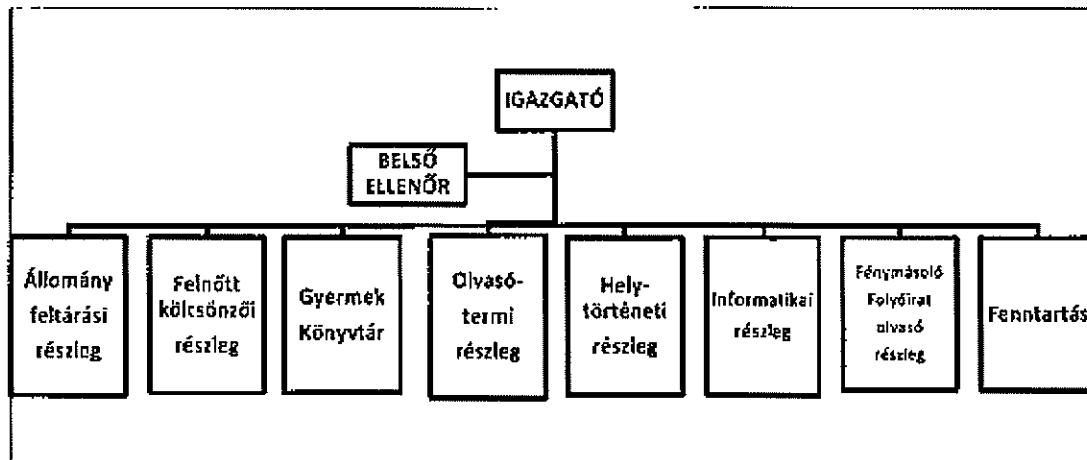 IGAZGATÓ
BELSŐ
ELLENŐR
Állomány
feltárási
részleg
Felnőtt
kölcsönzői
részleg
Gyermek
Könyvtár
Olvasó-
termi
részleg
Hely-
történeti
részleg
Informatikai
részleg
Fénymásoló
Folyóirat
olvasó
részleg
Fenntartás